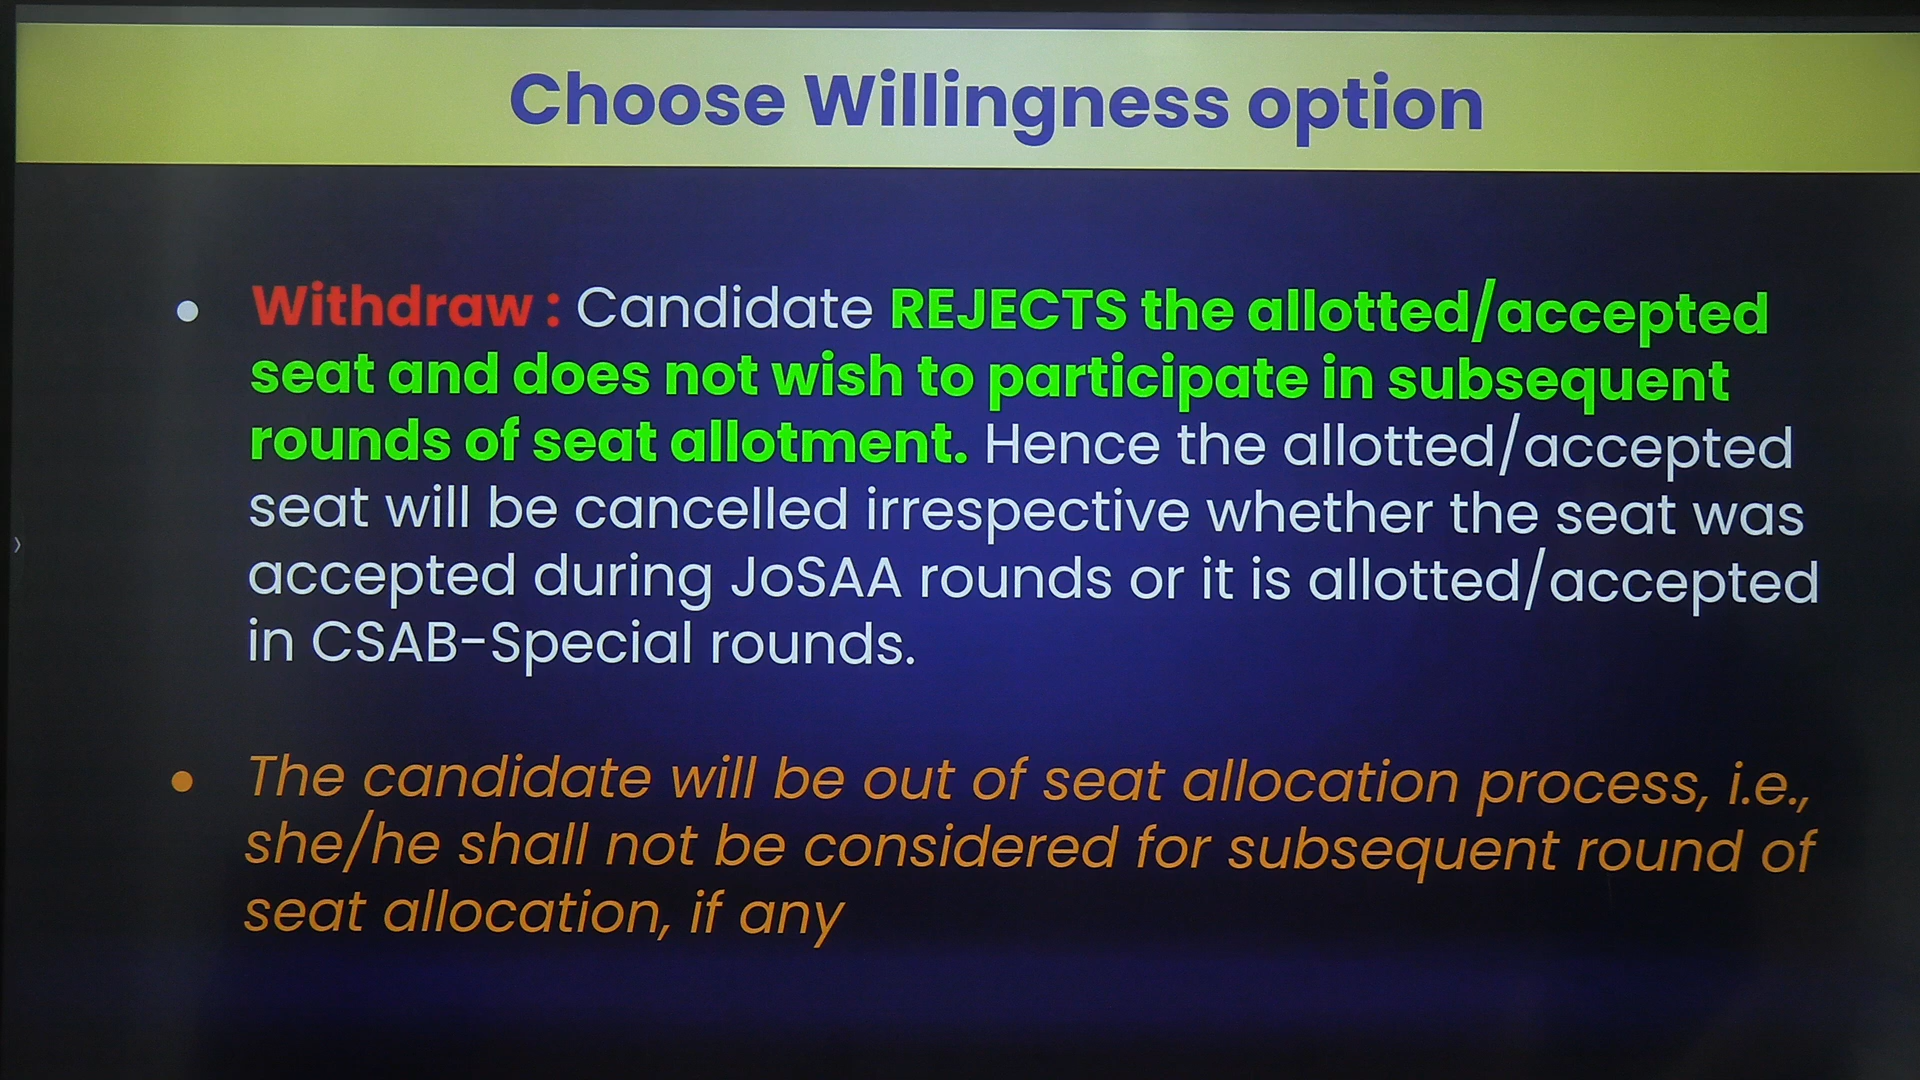 Choose Willingness option
• Withdraw : Candidate REJECTS the allotted/accepted
seat and does not wish to participate in subsequent
rounds of seat allotment. Hence the allotted/accepted
seat will be cancelled irrespective whether the seat was
accepted during JoSAA rounds or it is allotted/accepted
in CSAB-Special rounds.
• The candidate will be out of seat allocation process, i.e.,
she/he shall not be considered for subsequent round of
seat allocation, if any